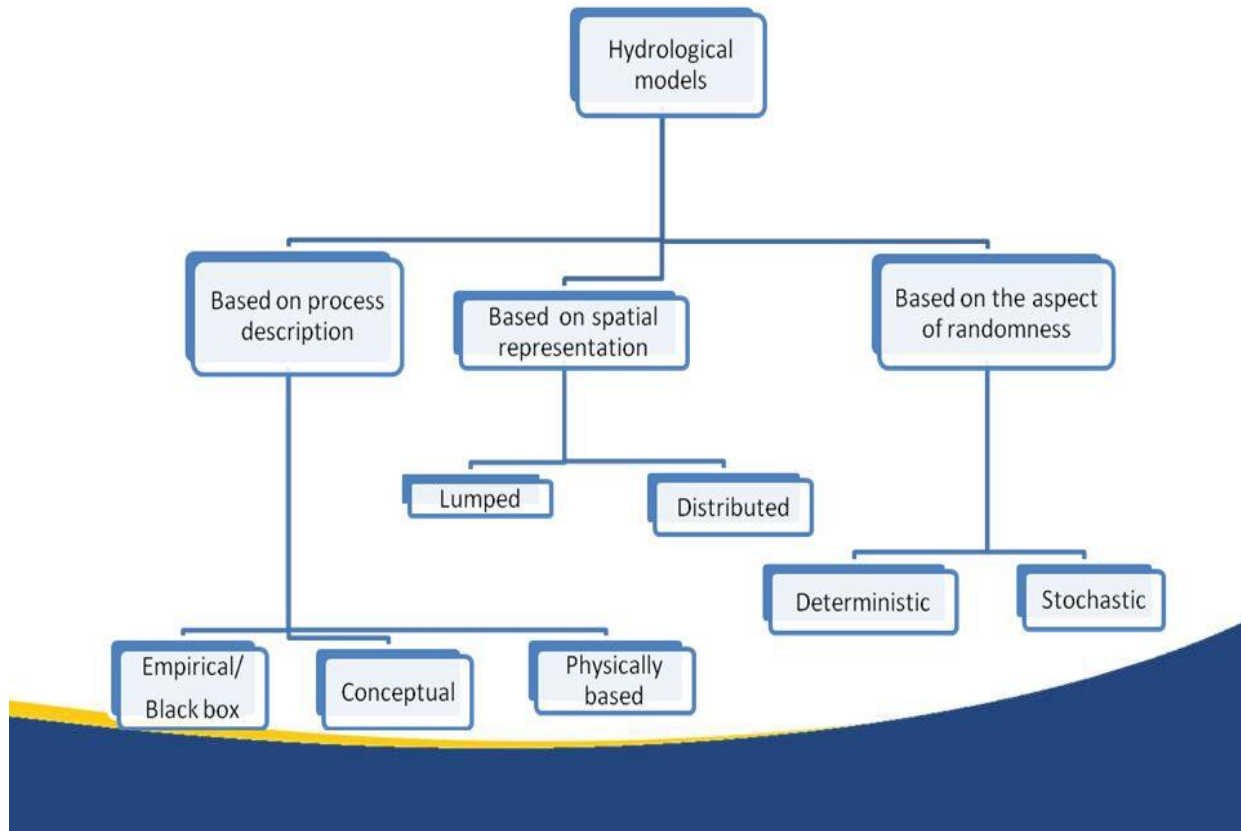 Hydrological
models
Based on process
description
Based on spatial
representation
Based on the aspect
of randomness
Lumped
Distributed
Deterministic
Stochastic
Empirical/
Black box
Conceptual
Physically
based